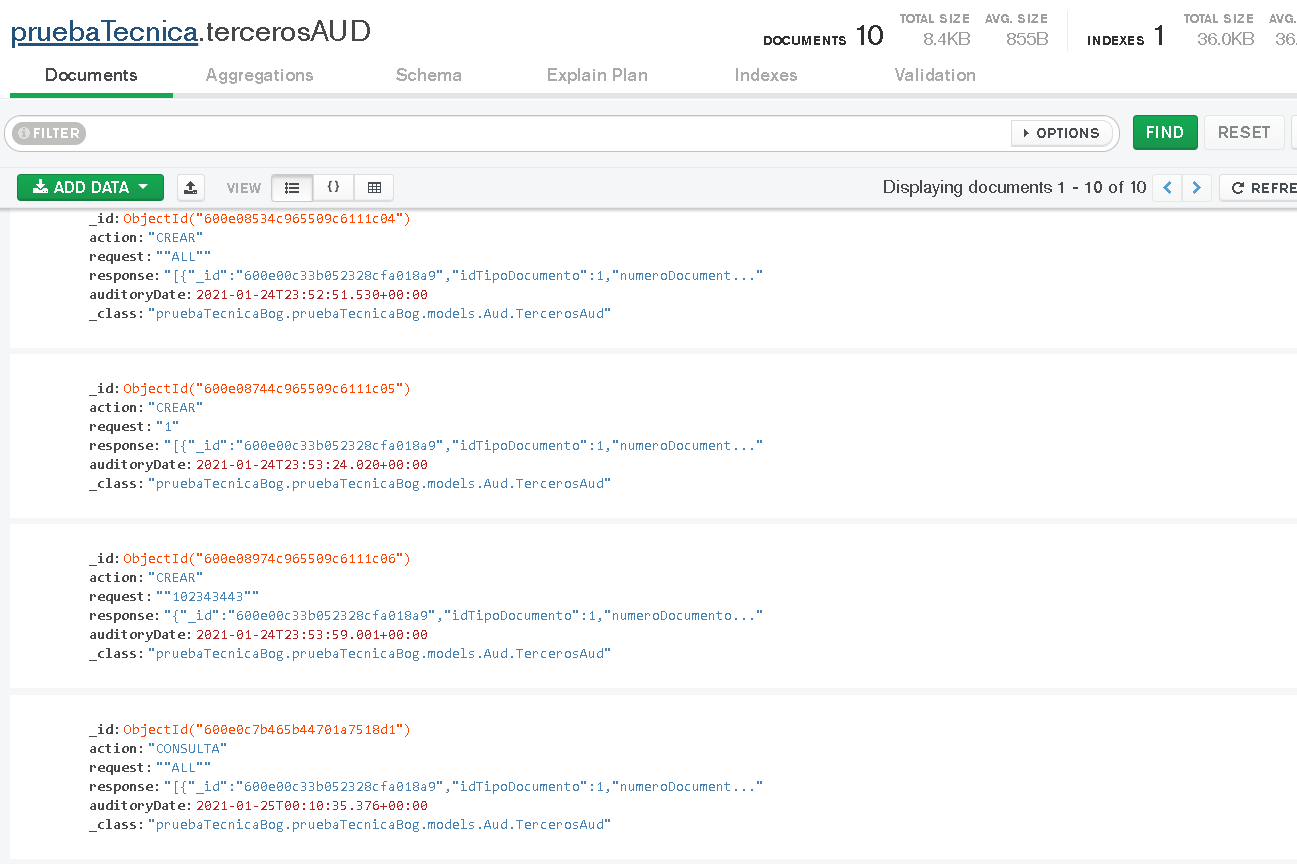 pruebaTecnica.tercerosAUD
DOCUMENTS 10 TOTAL SIZE 8.4KB AVG. SIZE 855B INDEXES 1 TOTAL SIZE 36.0KB AVG. 36.
Documents Aggregations Schema Explain Plan Indexes Validation
FILTER OPTIONS FIND RESET
ADD DATA VIEW {} Displaying documents 1 - 10 of 10 REFRE
_id: ObjectId("600e08534c965509c6111c04")
action: "CREAR"
request: ""ALL""
response: "[{"_id":"600e00c33b052328cfa018a9","idTipoDocumento":1,"numeroDocument..."
auditoryDate: 2021-01-24T23:52:51.530+00:00
_class: "pruebaTecnicaBog.pruebaTecnicaBog.models.Aud.TercerosAud"
_id: ObjectId("600e08744c965509c6111c05")
action: "CREAR"
request: "1"
response: "[{"_id":"600e00c33b052328cfa018a9","idTipoDocumento":1,"numeroDocument..."
auditoryDate: 2021-01-24T23:53:24.020+00:00
_class: "pruebaTecnicaBog.pruebaTecnicaBog.models.Aud.TercerosAud"
_id: ObjectId("600e08974c965509c6111c06")
action: "CREAR"
request: ""102343443""
response: "{"_id":"600e00c33b052328cfa018a9","idTipoDocumento":1,"numeroDocumento..."
auditoryDate: 2021-01-24T23:53:59.001+00:00
_class: "pruebaTecnicaBog.pruebaTecnicaBog.models.Aud.TercerosAud"
_id: ObjectId("600e0c7b465b44701a7518d1")
action: "CONSULTA"
request: ""ALL""
response: "[{"_id":"600e00c33b052328cfa018a9","idTipoDocumento":1,"numeroDocument..."
auditoryDate: 2021-01-25T00:10:35.376+00:00
_class: "pruebaTecnicaBog.pruebaTecnicaBog.models.Aud.TercerosAud"